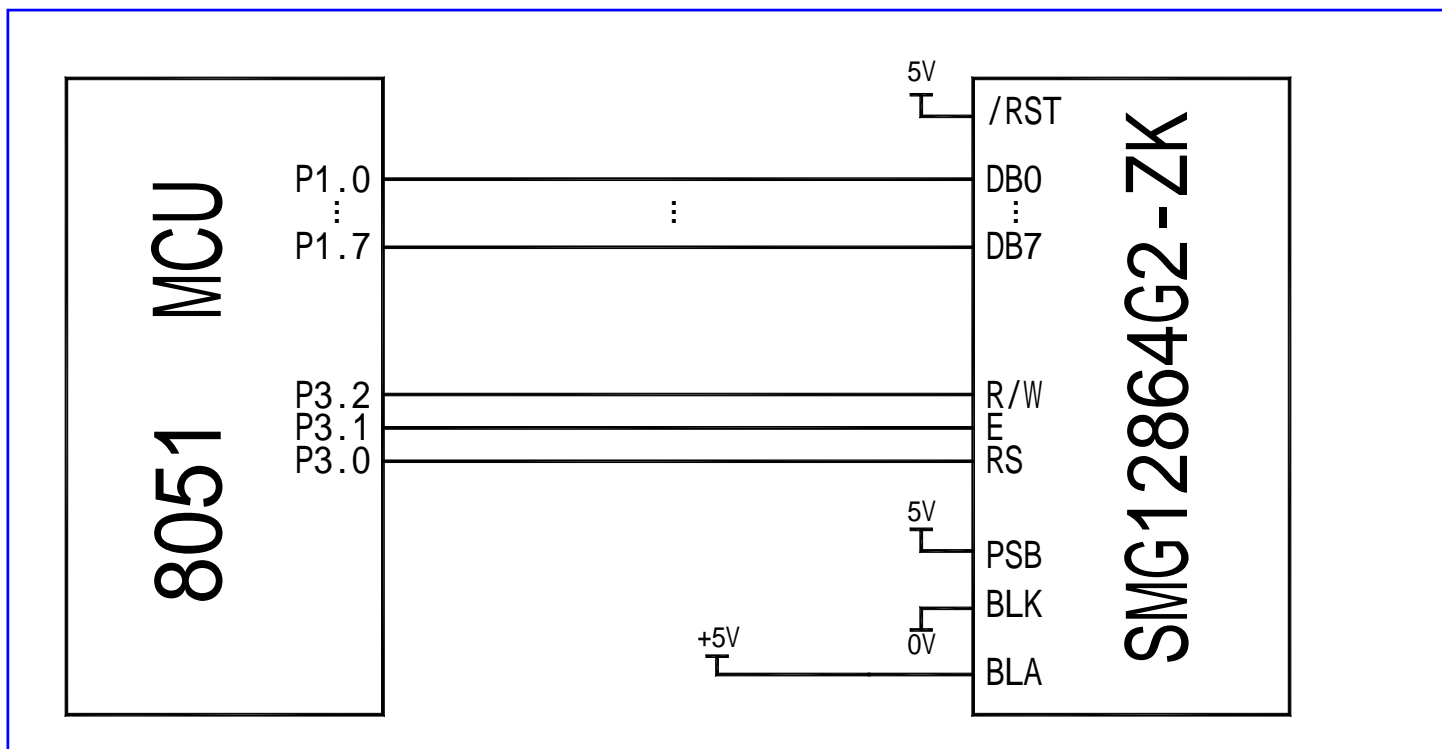 8051 MCU
P1.0
⋮
P1.7
P3.2
P3.1
P3.0
⋮
5V
5V
0V
+5V
/RST
DB0
⋮
DB7
R/W
E
RS
PSB
BLK
BLA
SMG12864G2-ZK